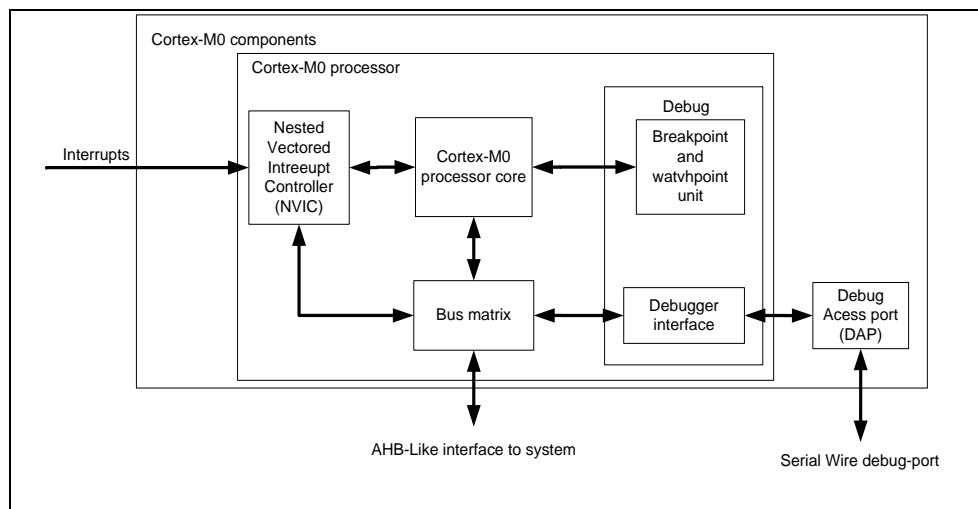 Cortex-M0 components
Cortex-M0 processor
Interrupts
Nested
Vectored
Intreeupt
Controller
(NVIC)
Cortex-M0
processor core
Debug
Breakpoint
and
watvhpoint
unit
Bus matrix
Debugger
interface
Debug
Acess port
(DAP)
AHB-Like interface to system
Serial Wire debug-port